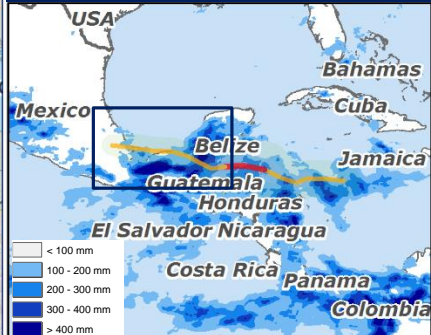 USA
Bahamas
Mexico
Cuba
Belize
Jamaica
Guatemala
Honduras
El Salvador Nicaragua
Costa Rica
Panama
Colombia
< 100 mm
100 - 200 mm
200 - 300 mm
300 - 400 mm
> 400 mm